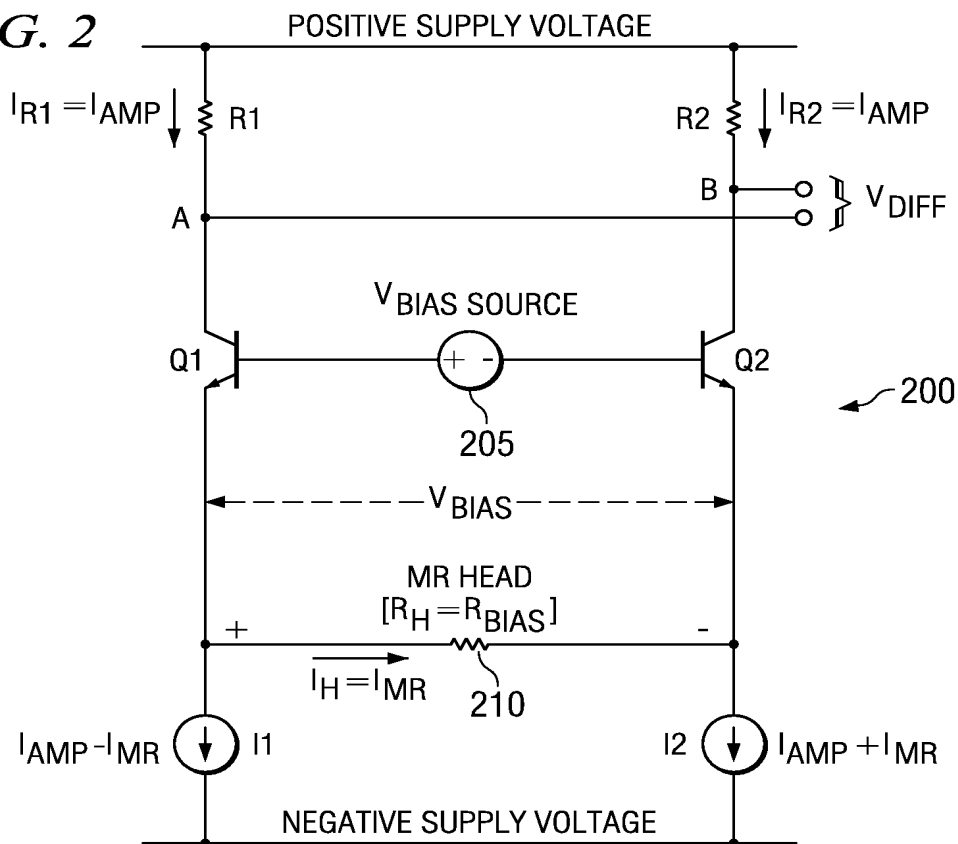 G. 2
POSITIVE SUPPLY VOLTAGE
I_R1 = I_AMP
R1
R2
I_R2 = I_AMP
A
B
V_DIFF
V_BIAS SOURCE
Q1
+ -
Q2
205
200
V_BIAS
MR HEAD
[R_H = R_BIAS]
+
-
I_H = I_MR
210
I_AMP - I_MR
I1
I2
I_AMP + I_MR
NEGATIVE SUPPLY VOLTAGE